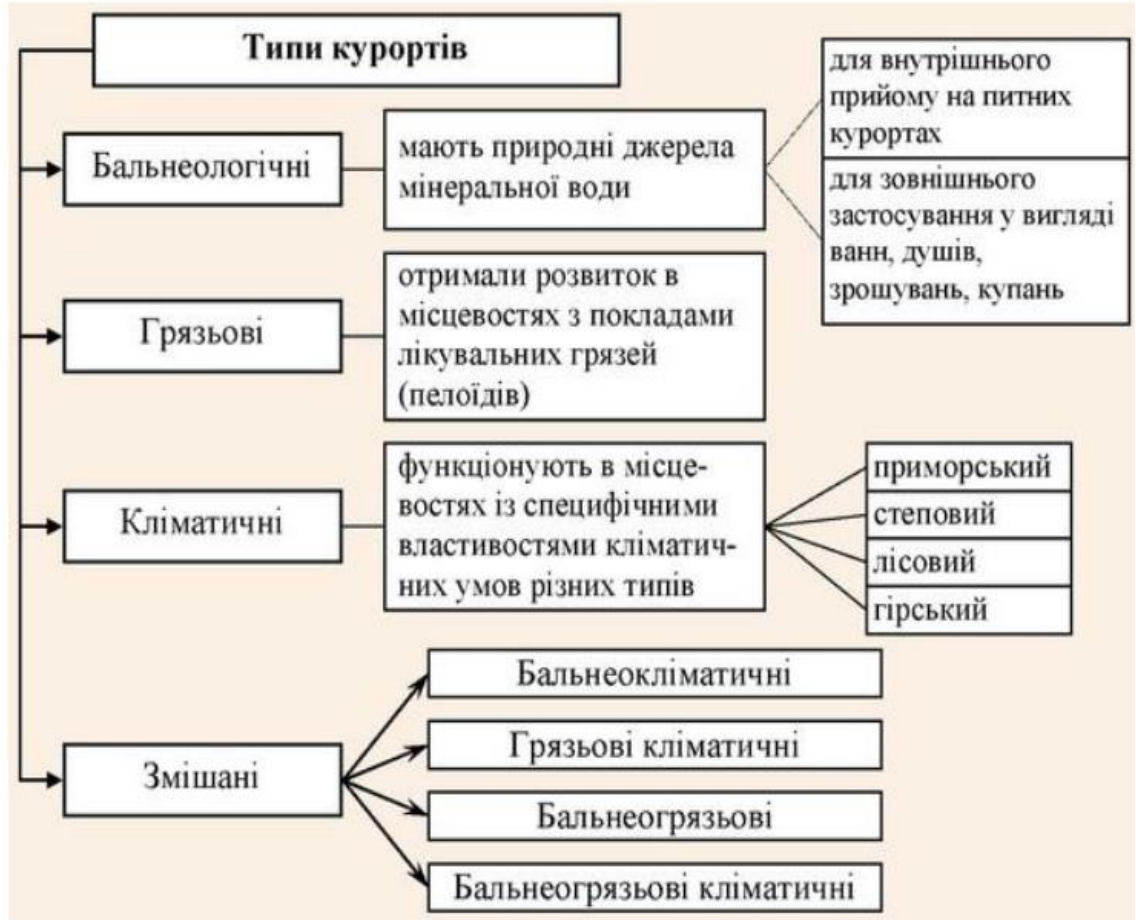 Типи курортів
Бальнеологічні
мають природні джерела
мінеральної води
для внутрішнього
прийому на питних
курортах
для зовнішнього
застосування у вигляді
ванн, душів,
зрошувань, купань
Грязьові
отримали розвиток в
місцевостях з покладами
лікувальних грязей
(пелоїдів)
Кліматичні
функціонують в місце-
востях із специфічними
властивостями кліматич-
них умов різних типів
приморський
степовий
лісовий
гірський
Змішані
Бальнеокліматичні
Грязьові кліматичні
Бальнеогрязьові
Бальнеогрязьові кліматичні